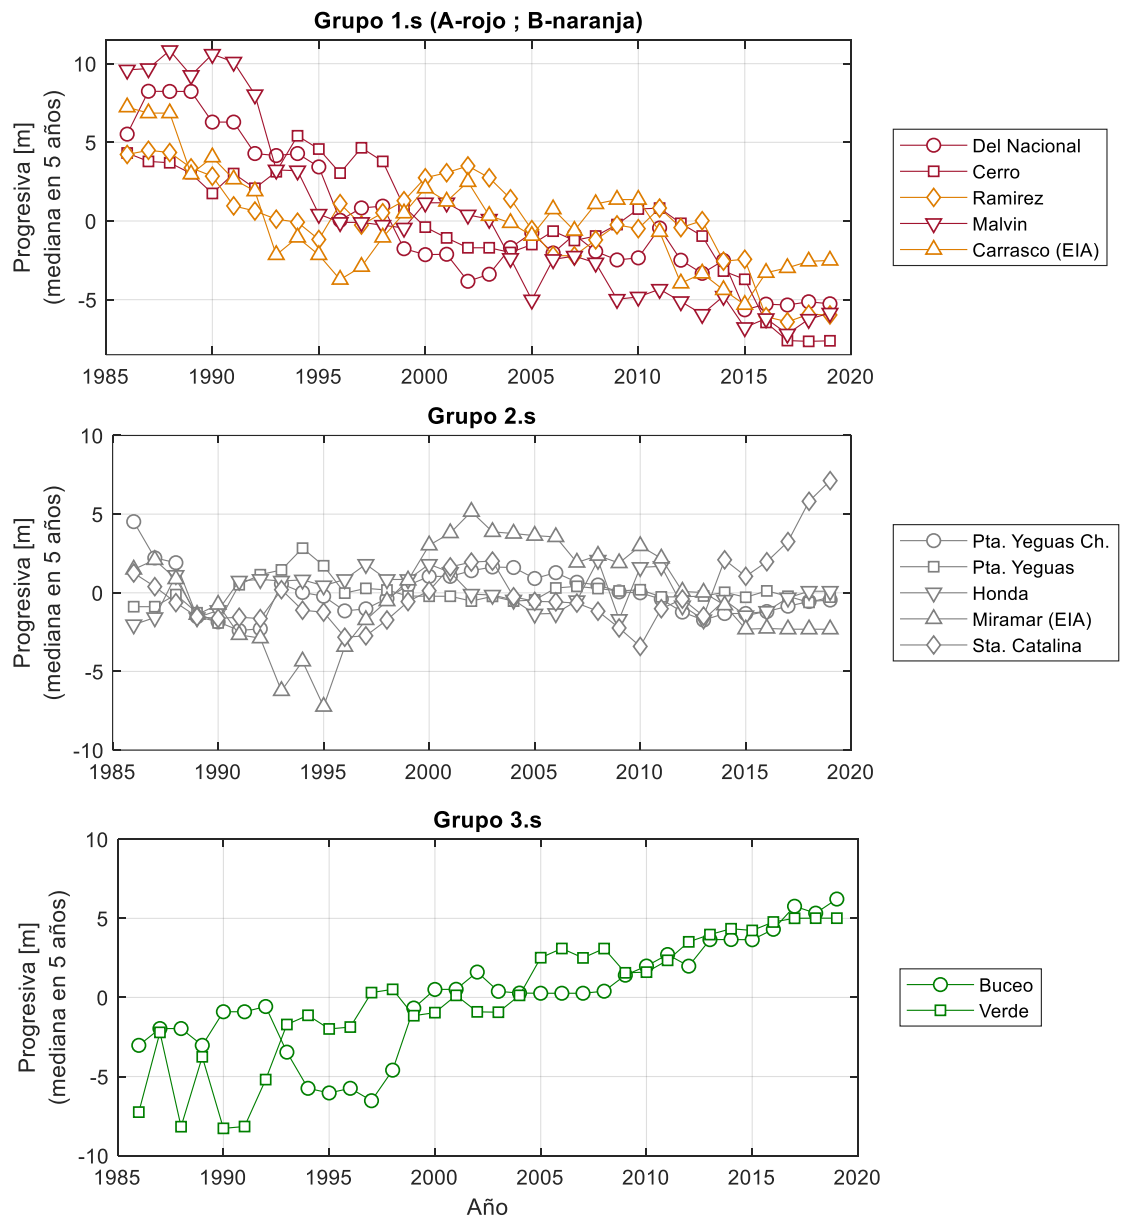 Grupo 1.s (A-rojo ; B-naranja)
Progresiva [m]
(mediana en 5 años)
10
5
0
-5
1985
1990
1995
2000
2005
2010
2015
2020
Del Nacional
Cerro
Ramirez
Malvin
Carrasco (EIA)
Grupo 2.s
Progresiva [m]
(mediana en 5 años)
10
5
0
-5
-10
1985
1990
1995
2000
2005
2010
2015
2020
Pta. Yeguas Ch.
Pta. Yeguas
Honda
Miramar (EIA)
Sta. Catalina
Grupo 3.s
Progresiva [m]
(mediana en 5 años)
10
5
0
-5
-10
1985
1990
1995
2000
2005
2010
2015
2020
Año
Buceo
Verde